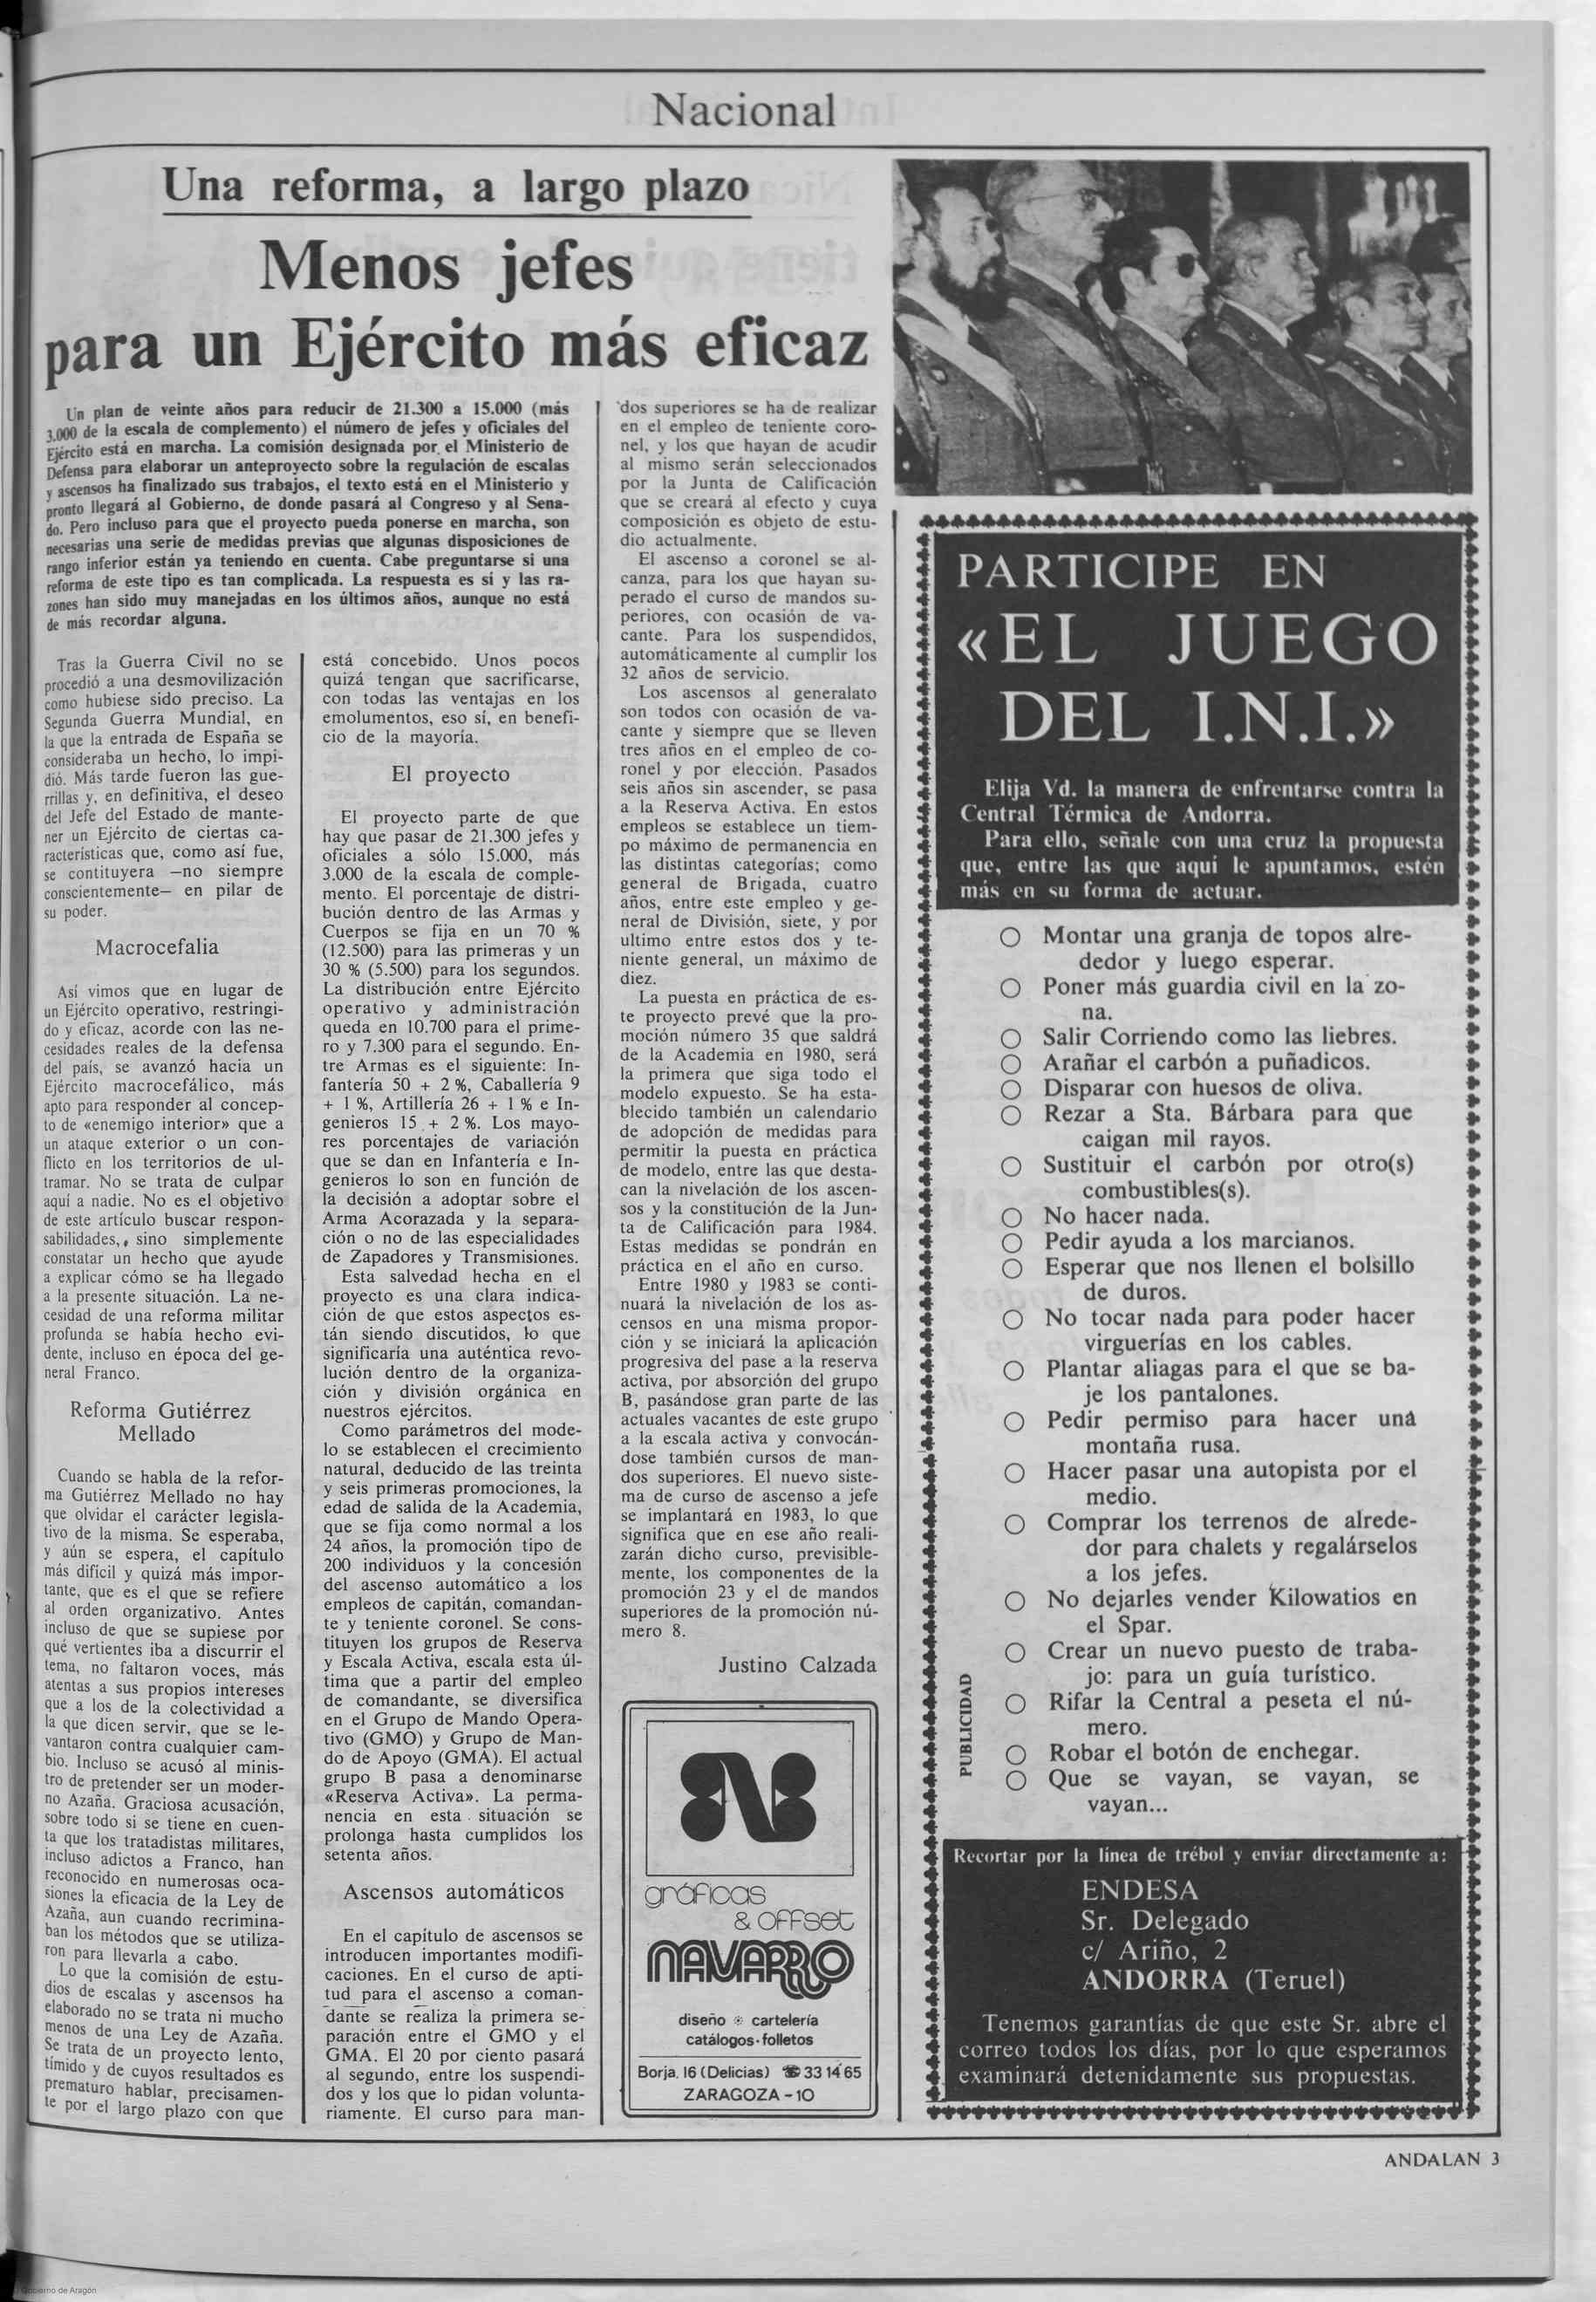 Nacional
Una reforma, a largo plazo
Menos jefes
para un Ejército más eficaz
Un plan de veinte años para reducir de 21.300 a 15.000 (más
3.000 de la escala de complemento) el número de jefes y oficiales del
Ejército está en marcha. La comisión designada por el Ministerio de
Defensa para elaborar un anteproyecto sobre la regulación de escalas
y ascensos ha finalizado sus trabajos, el texto está en el Ministerio y
pronto llegará al Gobierno, de donde pasará al Congreso y al Sena-
do. Pero incluso para que el proyecto pueda ponerse en marcha, son
necesarias una serie de medidas previas que algunas disposiciones de
rango inferior están ya teniendo en cuenta. Cabe preguntarse si una
reforma de este tipo es tan complicada. La respuesta es sí y las ra-
zones han sido muy manejadas en los últimos años, aunque no está
de más recordar alguna.
Tras la Guerra Civil no se
procedió a una desmovilización
como hubiese sido preciso. La
Segunda Guerra Mundial, en
la que la entrada de España se
consideraba un hecho, lo impi-
dió. Más tarde fueron las gue-
rrillas y, en definitiva, el deseo
del Jefe del Estado de mante-
ner un Ejército de ciertas ca-
racterísticas que, como así fue,
se contituyera —no siempre
conscientemente— en pilar de
su poder.
Macrocefalia
Así vimos que en lugar de
un Ejército operativo, restringi-
do y eficaz, acorde con las ne-
cesidades reales de la defensa
del país, se avanzó hacia un
Ejército macrocefálico, más
apto para responder al concep-
to de «enemigo interior» que a
un ataque exterior o un con-
flicto en los territorios de ul-
tramar. No se trata de culpar
aquí a nadie. No es el objetivo
de este artículo buscar respon-
sabilidades, sino simplemente
constatar un hecho que ayude
a explicar cómo se ha llegado
a la presente situación. La ne-
cesidad de una reforma militar
profunda se había hecho evi-
dente, incluso en época del ge-
neral Franco.
Reforma Gutiérrez
Mellado
Cuando se habla de la refor-
ma Gutiérrez Mellado no hay
que olvidar el carácter legisla-
tivo de la misma. Se esperaba,
y aún se espera, el capítulo
más difícil y quizá más impor-
tante, que es el que se refiere
al orden organizativo. Antes
incluso de que se supiese por
qué vertientes iba a discurrir el
tema, no faltaron voces, más
atentas a sus propios intereses
que a los de la colectividad a
la que dicen servir, que se le-
vantaron contra cualquier cam-
bio. Incluso se acusó al minis-
tro de pretender ser un moder-
no Azaña. Graciosa acusación,
sobre todo si se tiene en cuen-
ta que los tratadistas militares,
incluso adictos a Franco, han
reconocido en numerosas oca-
siones la eficacia de la Ley de
Azaña, aun cuando recrimina-
ban los métodos que se utiliza-
ron para llevarla a cabo.
Lo que la comisión de estu-
dios de escalas y ascensos ha
elaborado no se trata ni mucho
menos de una Ley de Azaña.
Se trata de un proyecto lento,
tímido y de cuyos resultados es
prematuro hablar, precisamen-
te por el largo plazo con que
está concebido. Unos pocos
quizá tengan que sacrificarse,
con todas las ventajas en los
emolumentos, eso sí, en benefi-
cio de la mayoría.
El proyecto
El proyecto parte de que
hay que pasar de 21.300 jefes y
oficiales a sólo 15.000, más
3.000 de la escala de comple-
mento. El porcentaje de distri-
bución dentro de las Armas y
Cuerpos se fija en un 70 %
(12.500) para las primeras y un
30 % (5.500) para los segundos.
La distribución entre Ejército
operativo y administración
queda en 10.700 para el prime-
ro y 7.300 para el segundo. En-
tre Armas es el siguiente: In-
fantería 50 + 2 %, Caballería 9
+ 1 %, Artillería 26 + 1 % e In-
genieros 15 + 2 %. Los mayo-
res porcentajes de variación
que se dan en Infantería e In-
genieros lo son en función de
la decisión a adoptar sobre el
Arma Acorazada y la separa-
ción o no de las especialidades
de Zapadores y Transmisiones.
Esta salvedad hecha en el
proyecto es una clara indica-
ción de que estos aspectos es-
tán siendo discutidos, lo que
significaría una auténtica revo-
lución dentro de la organiza-
ción y división orgánica en
nuestros ejércitos.
Como parámetros del mode-
lo se establecen el crecimiento
natural, deducido de las treinta
y seis primeras promociones, la
edad de salida de la Academia,
que se fija como normal a los
24 años, la promoción tipo de
200 individuos y la concesión
del ascenso automático a los
empleos de capitán, comandan-
te y teniente coronel. Se cons-
tituyen los grupos de Reserva
y Escala Activa, escala esta úl-
tima que a partir del empleo
de comandante, se diversifica
en el Grupo de Mando Opera-
tivo (GMO) y Grupo de Man-
do de Apoyo (GMA). El actual
grupo B pasa a denominarse
«Reserva Activa». La perma-
nencia en esta situación se
prolonga hasta cumplidos los
setenta años.
Ascensos automáticos
En el capítulo de ascensos se
introducen importantes modifi-
caciones. En el curso de apti-
tud para el ascenso a coman-
dante se realiza la primera se-
paración entre el GMO y el
GMA. El 20 por ciento pasará
al segundo, entre los suspendi-
dos y los que lo pidan volunta-
riamente. El curso para man-
dos superiores se ha de realizar
en el empleo de teniente coro-
nel, y los que hayan de acudir
al mismo serán seleccionados
por la Junta de Calificación
que se creará al efecto y cuya
composición es objeto de estu-
dio actualmente.
El ascenso a coronel se al-
canza, para los que hayan su-
perado el curso de mandos su-
periores, con ocasión de va-
cante. Para los suspendidos,
automáticamente al cumplir los
32 años de servicio.
Los ascensos al generalato
son todos con ocasión de va-
cante y siempre que se lleven
tres años en el empleo de co-
ronel y por elección. Pasados
seis años sin ascender, se pasa
a la Reserva Activa. En estos
empleos se establece un tiem-
po máximo de permanencia en
las distintas categorías; como
general de Brigada, cuatro
años, entre este empleo y ge-
neral de División, siete, y por
ultimo entre estos dos y te-
niente general, un máximo de
diez.
La puesta en práctica de es-
te proyecto prevé que la pro-
moción número 35 que saldrá
de la Academia en 1980, será
la primera que siga todo el
modelo expuesto. Se ha esta-
blecido también un calendario
de adopción de medidas para
permitir la puesta en práctica
de modelo, entre las que desta-
can la nivelación de los ascen-
sos y la constitución de la Jun-
ta de Calificación para 1984.
Estas medidas se pondrán en
práctica en el año en curso.
Entre 1980 y 1983 se conti-
nuará la nivelación de los as-
censos en una misma propor-
ción y se iniciará la aplicación
progresiva del pase a la reserva
activa, por absorción del grupo
B, pasándose gran parte de las
actuales vacantes de este grupo
a la escala activa y convocán-
dose también cursos de man-
dos superiores. El nuevo siste-
ma de curso de ascenso a jefe
se implantará en 1983, lo que
significa que en ese año reali-
zarán dicho curso, previsible-
mente, los componentes de la
promoción 23 y el de mandos
superiores de la promoción nú-
mero 8.
Justino Calzada
gráficas
& offset
NAVARRO
diseño * cartelería
catálogos · folletos
Borja, 16 (Delicias) ☎ 33 14 65
ZARAGOZA - 10
PARTICIPE EN
«EL JUEGO
DEL I.N.I.»
Elija Vd. la manera de enfrentarse contra la
Central Térmica de Andorra.
Para ello, señale con una cruz la propuesta
que, entre las que aquí le apuntamos, estén
más en su forma de actuar.
○ Montar una granja de topos alre-
dedor y luego esperar.
○ Poner más guardia civil en la zo-
na.
○ Salir Corriendo como las liebres.
○ Arañar el carbón a puñadicos.
○ Disparar con huesos de oliva.
○ Rezar a Sta. Bárbara para que
caigan mil rayos.
○ Sustituir el carbón por otro(s)
combustibles(s).
○ No hacer nada.
○ Pedir ayuda a los marcianos.
○ Esperar que nos llenen el bolsillo
de duros.
○ No tocar nada para poder hacer
virguerías en los cables.
○ Plantar aliagas para el que se ba-
je los pantalones.
○ Pedir permiso para hacer una
montaña rusa.
○ Hacer pasar una autopista por el
medio.
○ Comprar los terrenos de alrede-
dor para chalets y regalárselos
a los jefes.
○ No dejarles vender Kilowatios en
el Spar.
○ Crear un nuevo puesto de traba-
jo: para un guía turístico.
○ Rifar la Central a peseta el nú-
mero.
○ Robar el botón de enchegar.
○ Que se vayan, se vayan, se
vayan...
PUBLICIDAD
Recortar por la línea de trébol y enviar directamente a:
ENDESA
Sr. Delegado
c/ Ariño, 2
ANDORRA (Teruel)
Tenemos garantías de que este Sr. abre el
correo todos los días, por lo que esperamos
examinará detenidamente sus propuestas.
ANDALAN 3
Gobierno de Aragón